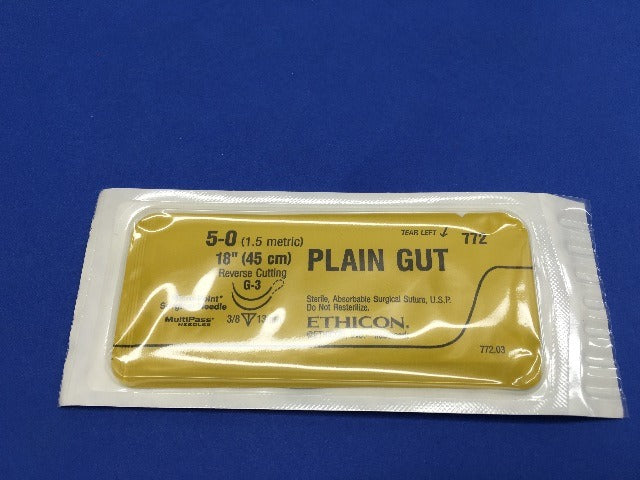 TEAR LEFT
772
5-0 (1.5 metric)
18" (45 cm)
Reverse Cutting
G-3
PLAIN GUT
Sterile, Absorbable Surgical Suture, U.S.P.
Do Not Resterilize.
MultiPass*
NEEDLES
3/8
ETHICON.
772.03